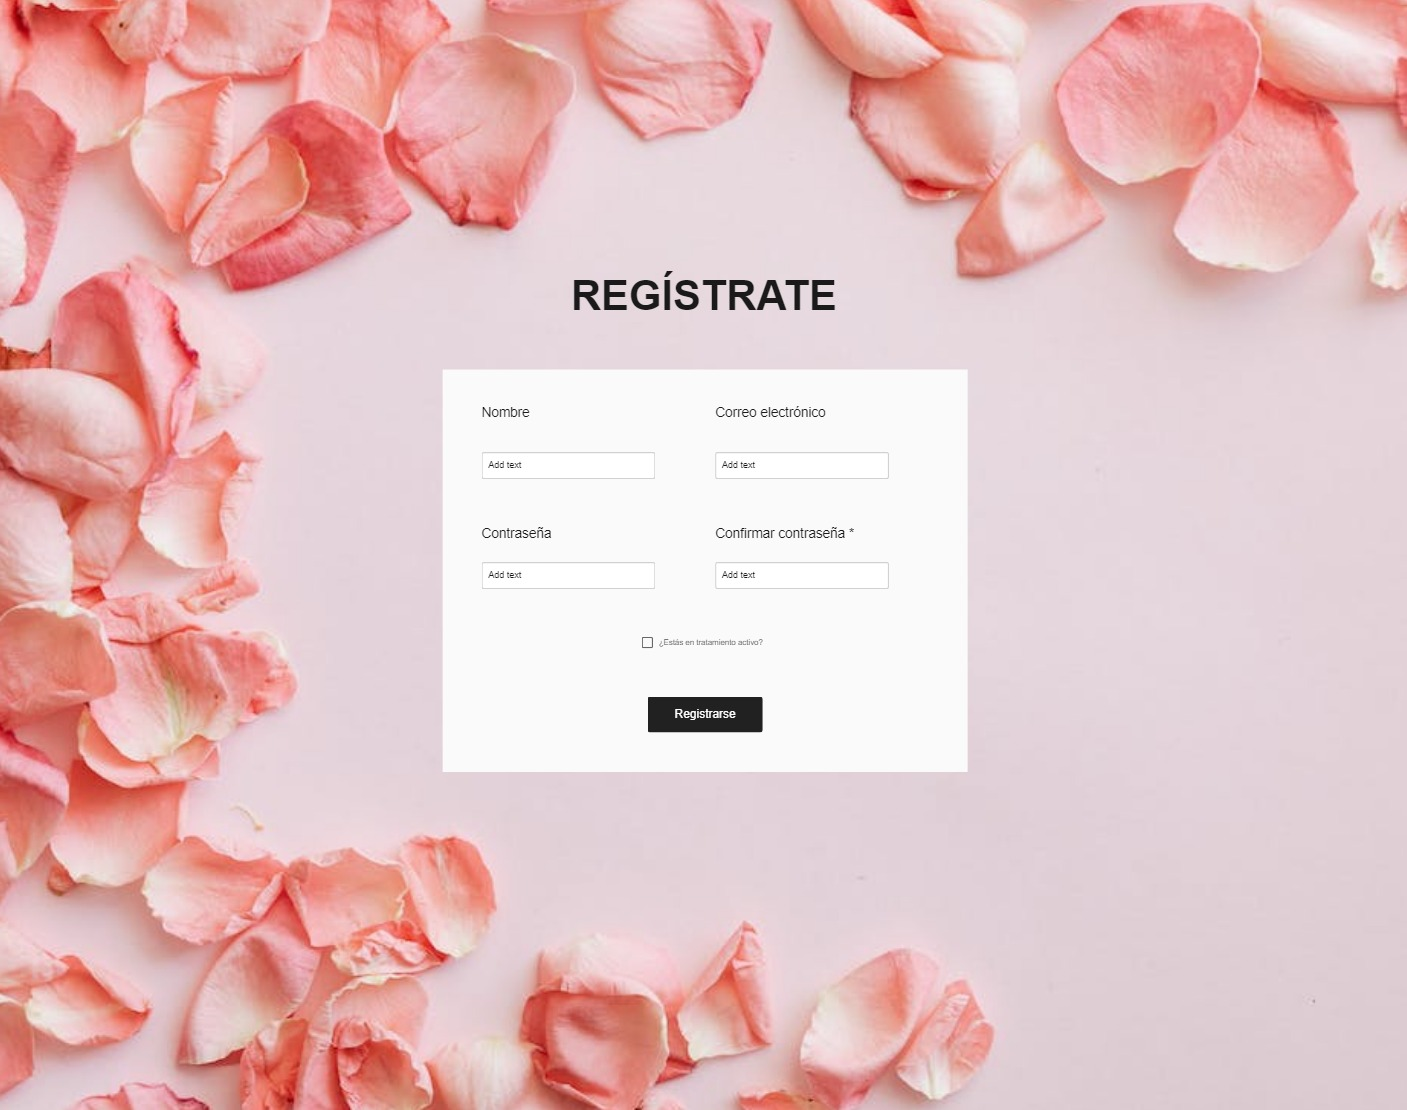 REGÍSTRATE
Nombre
Correo electrónico
Add text
Add text
Contraseña
Confirmar contraseña *
Add text
Add text
¿Estás en tratamiento activo?
Registrarse